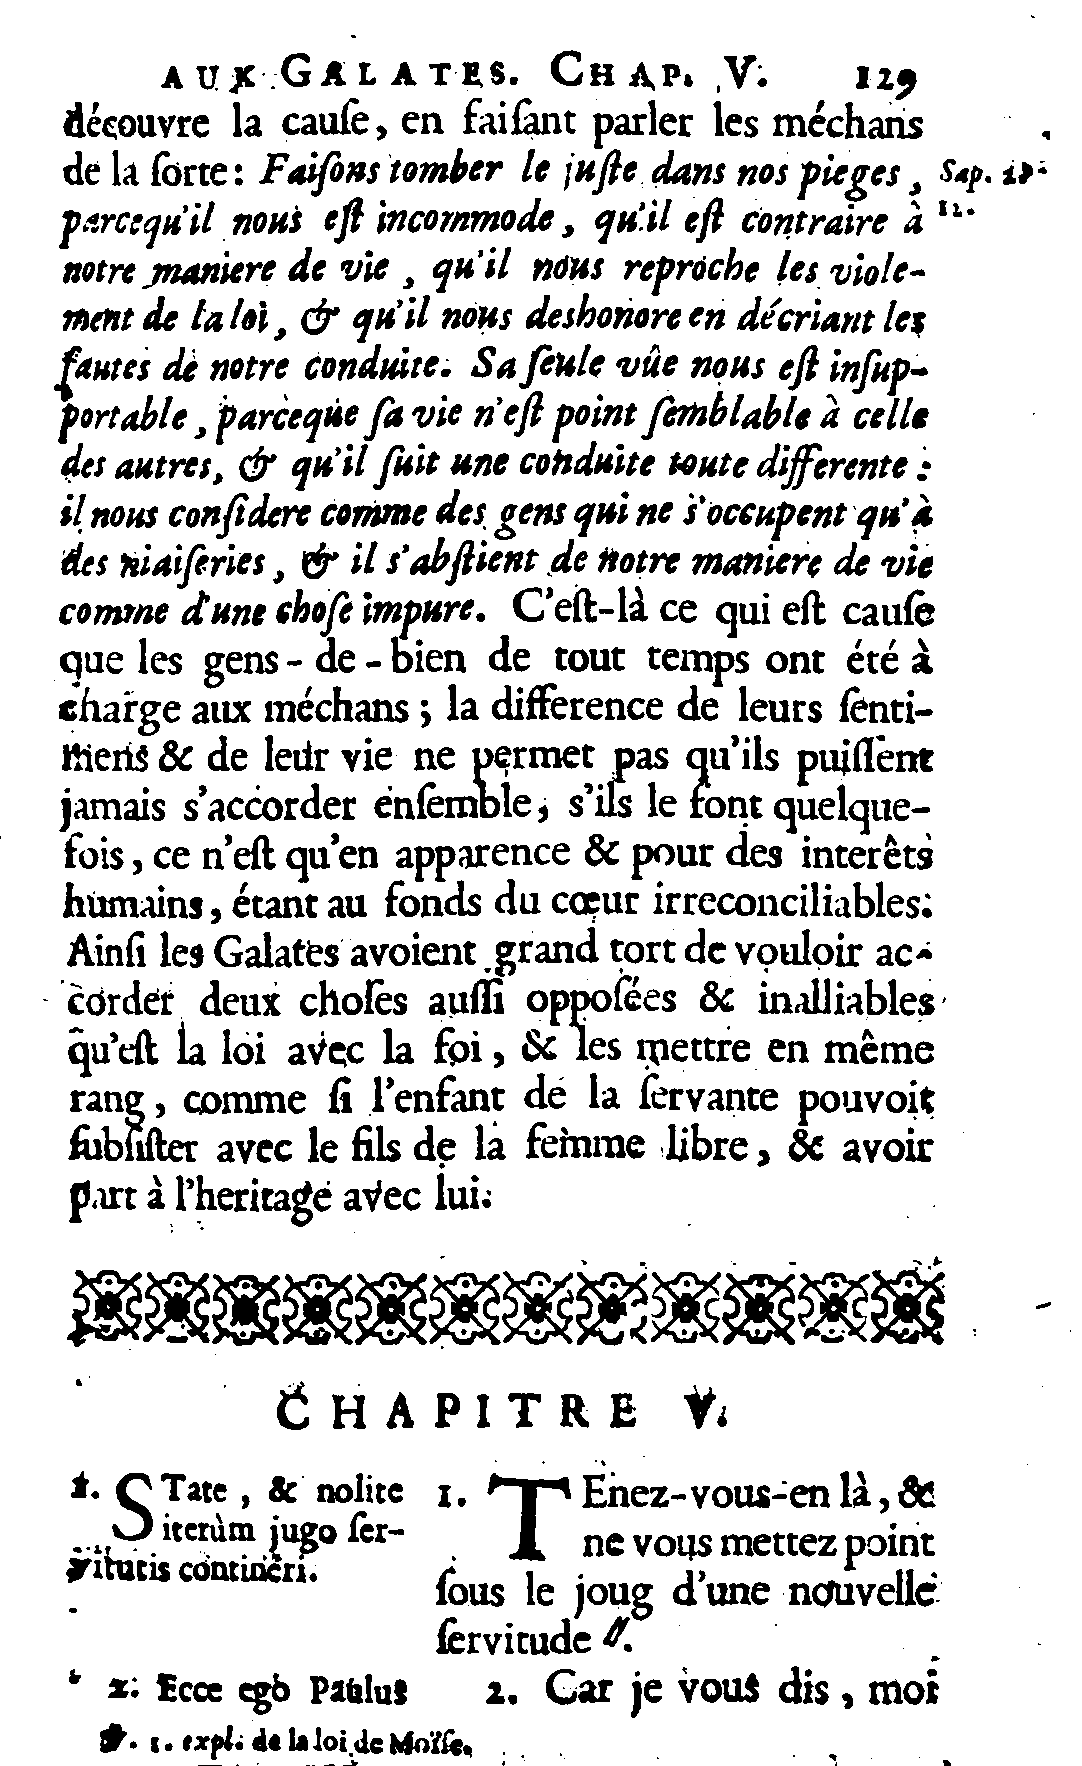 AUX GALATES. CHAP. V. 129
découvre la cauſe, en faiſant parler les méchans
de la ſorte: Faiſons tomber le juſte dans nos pieges, Sap.
parcequ'il nous eſt incommode, qu'il eſt contraire à 12.
notre maniere de vie, qu'il nous reproche les viole-
ment de la loi, & qu'il nous deshonore en décriant les
fautes de notre conduite. Sa ſeule vûe nous eſt inſup-
portable, parceque ſa vie n'eſt point ſemblable à celle
des autres, & qu'il ſuit une conduite toute differente:
il nous conſidere comme des gens qui ne s'occupent qu'à
des niaiſeries, & il s'abſtient de notre maniere de vie
comme d'une choſe impure. C'eſt-là ce qui eſt cauſe
que les gens-de-bien de tout temps ont été à
charge aux méchans; la difference de leurs ſenti-
mens & de leur vie ne permet pas qu'ils puiſſent
jamais s'accorder enſemble, s'ils le font quelque-
fois, ce n'eſt qu'en apparence & pour des interêts
humains, étant au fonds du cœur irreconciliables.
Ainſi les Galates avoient grand tort de vouloir ac-
corder deux choſes auſſi oppoſées & inalliables
qu'eſt la loi avec la foi, & les mettre en même
rang, comme ſi l'enfant de la ſervante pouvoit
ſubſiſter avec le fils de la femme libre, & avoir
part à l'heritage avec lui.
CHAPITRE V.
1. STate, & nolite
iterùm jugo ſer-
vitutis contineri.
1. TEnez-vous-en là, &
ne vous mettez point
ſous le joug d'une nouvelle
ſervitude ‖.
2. Ecce ego Paulus
2. Car je vous dis, moi
℣. 1. expl. de la loi de Moïſe.